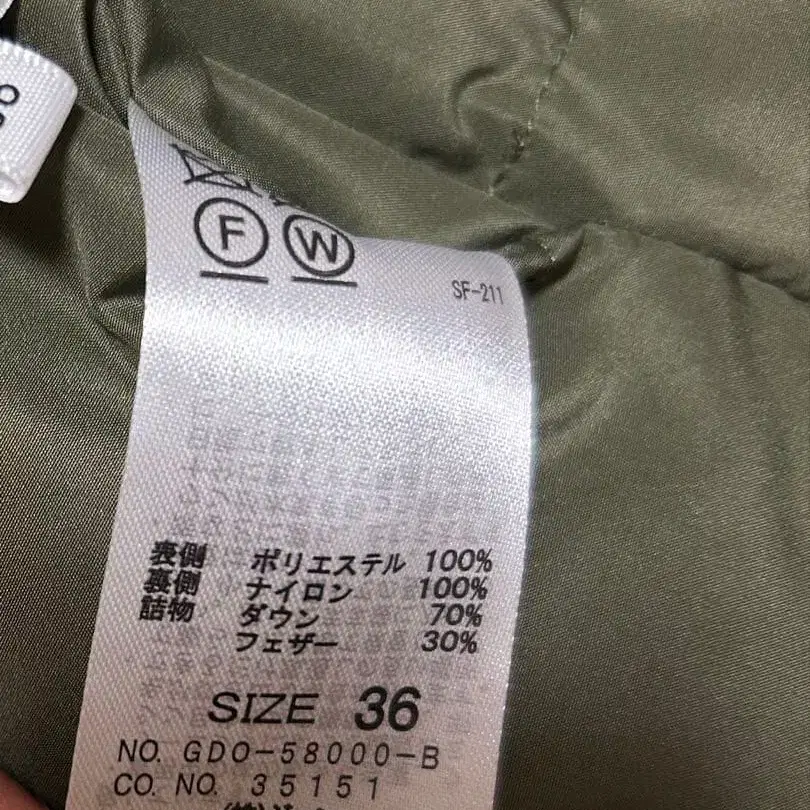 F W
SF-211
表側 ポリエステル 100%
裏側 ナイロン 100%
詰物 ダウン 70%
フェザー 30%
SIZE 36
NO. GDO-58000-B
CO. NO. 35151